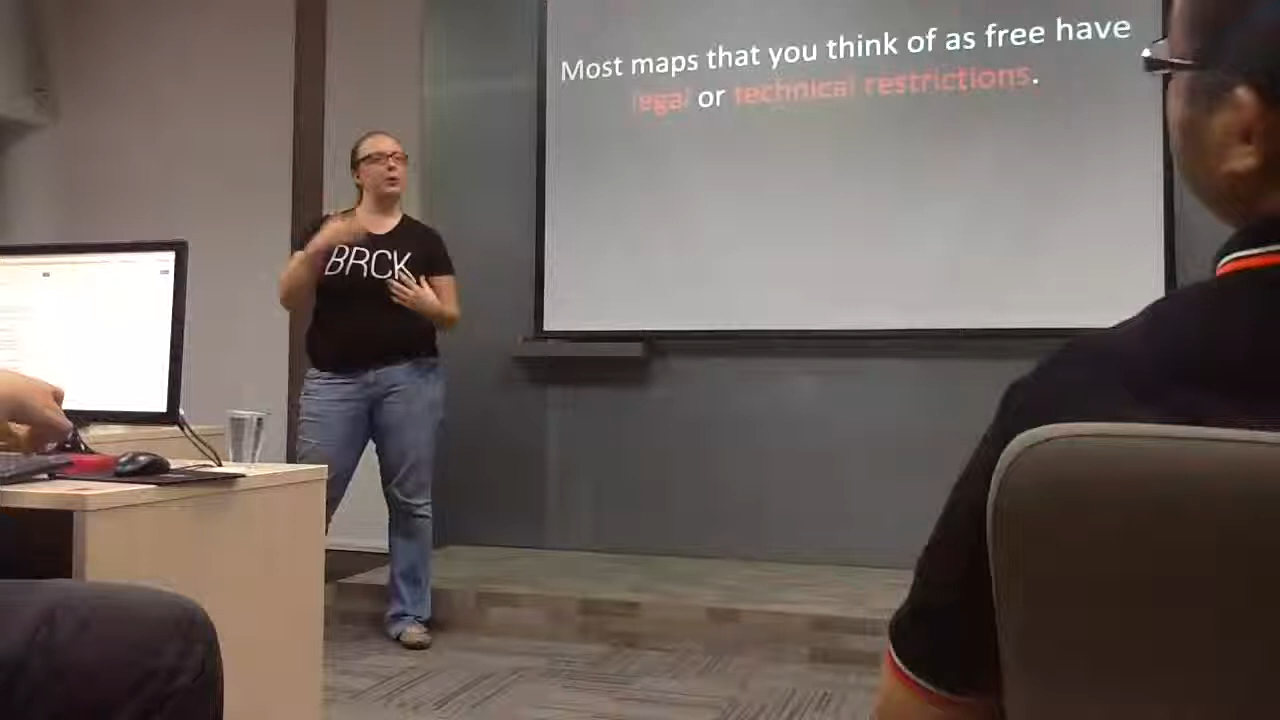 Most maps that you think of as free have
legal or technical restrictions.
BRCK